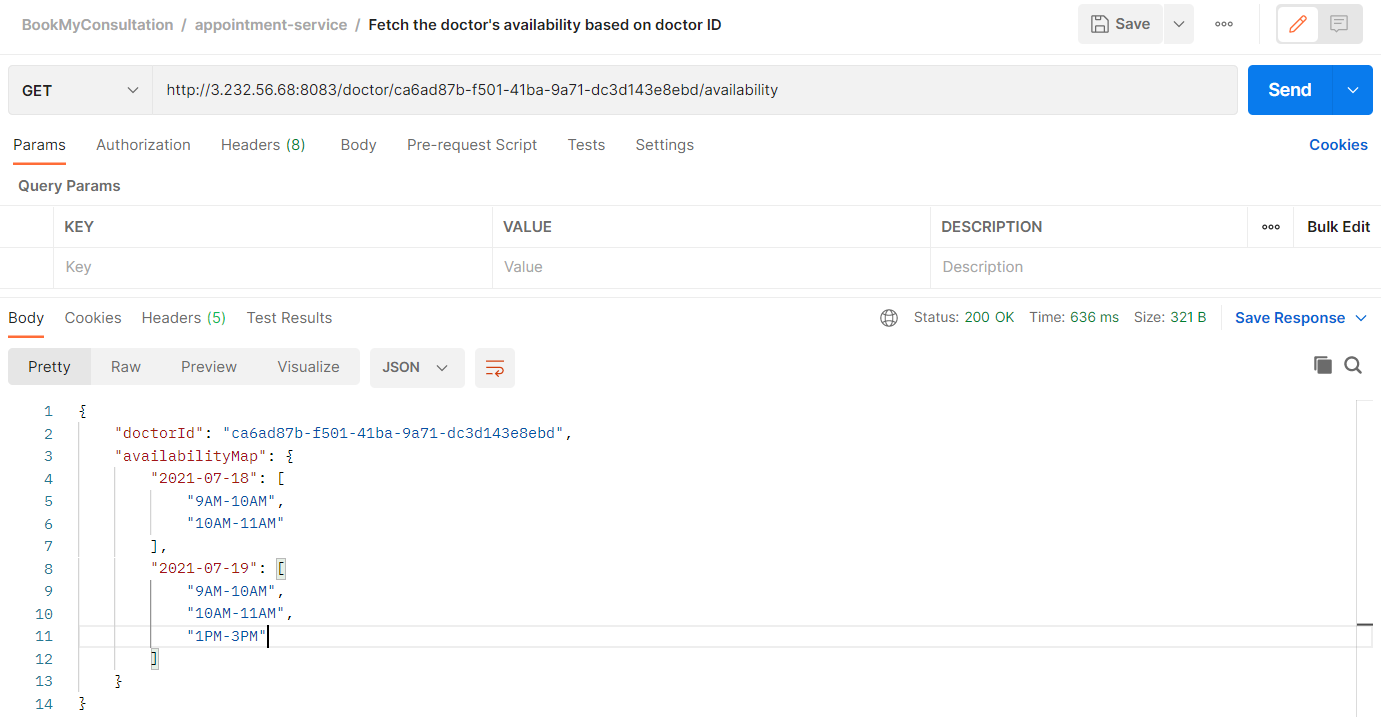 BookMyConsultation / appointment-service / Fetch the doctor's availability based on doctor ID Save
GET http://3.232.56.68:8083/doctor/ca6ad87b-f501-41ba-9a71-dc3d143e8ebd/availability Send
Params Authorization Headers (8) Body Pre-request Script Tests Settings Cookies
Query Params
KEY VALUE DESCRIPTION Bulk Edit
Key Value Description
Body Cookies Headers (5) Test Results Status: 200 OK Time: 636 ms Size: 321 B Save Response
Pretty Raw Preview Visualize JSON
1 {
2 "doctorId": "ca6ad87b-f501-41ba-9a71-dc3d143e8ebd",
3 "availabilityMap": {
4 "2021-07-18": [
5 "9AM-10AM",
6 "10AM-11AM"
7 ],
8 "2021-07-19": [
9 "9AM-10AM",
10 "10AM-11AM",
11 "1PM-3PM"
12 ]
13 }
14 }